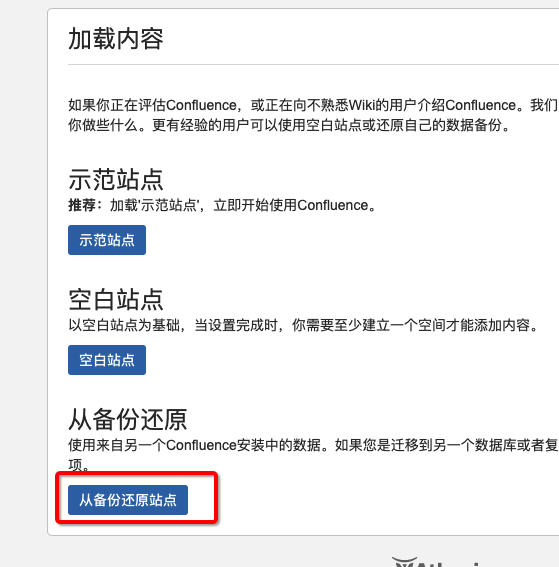 加载内容
如果你正在评估Confluence，或正在向不熟悉Wiki的用户介绍Confluence。我们
你做些什么。更有经验的用户可以使用空白站点或还原自己的数据备份。
示范站点
推荐：加载'示范站点'，立即开始使用Confluence。
示范站点
空白站点
以空白站点为基础，当设置完成时，你需要至少建立一个空间才能添加内容。
空白站点
从备份还原
使用来自另一个Confluence安装中的数据。如果您是迁移到另一个数据库或者复
项。
从备份还原站点